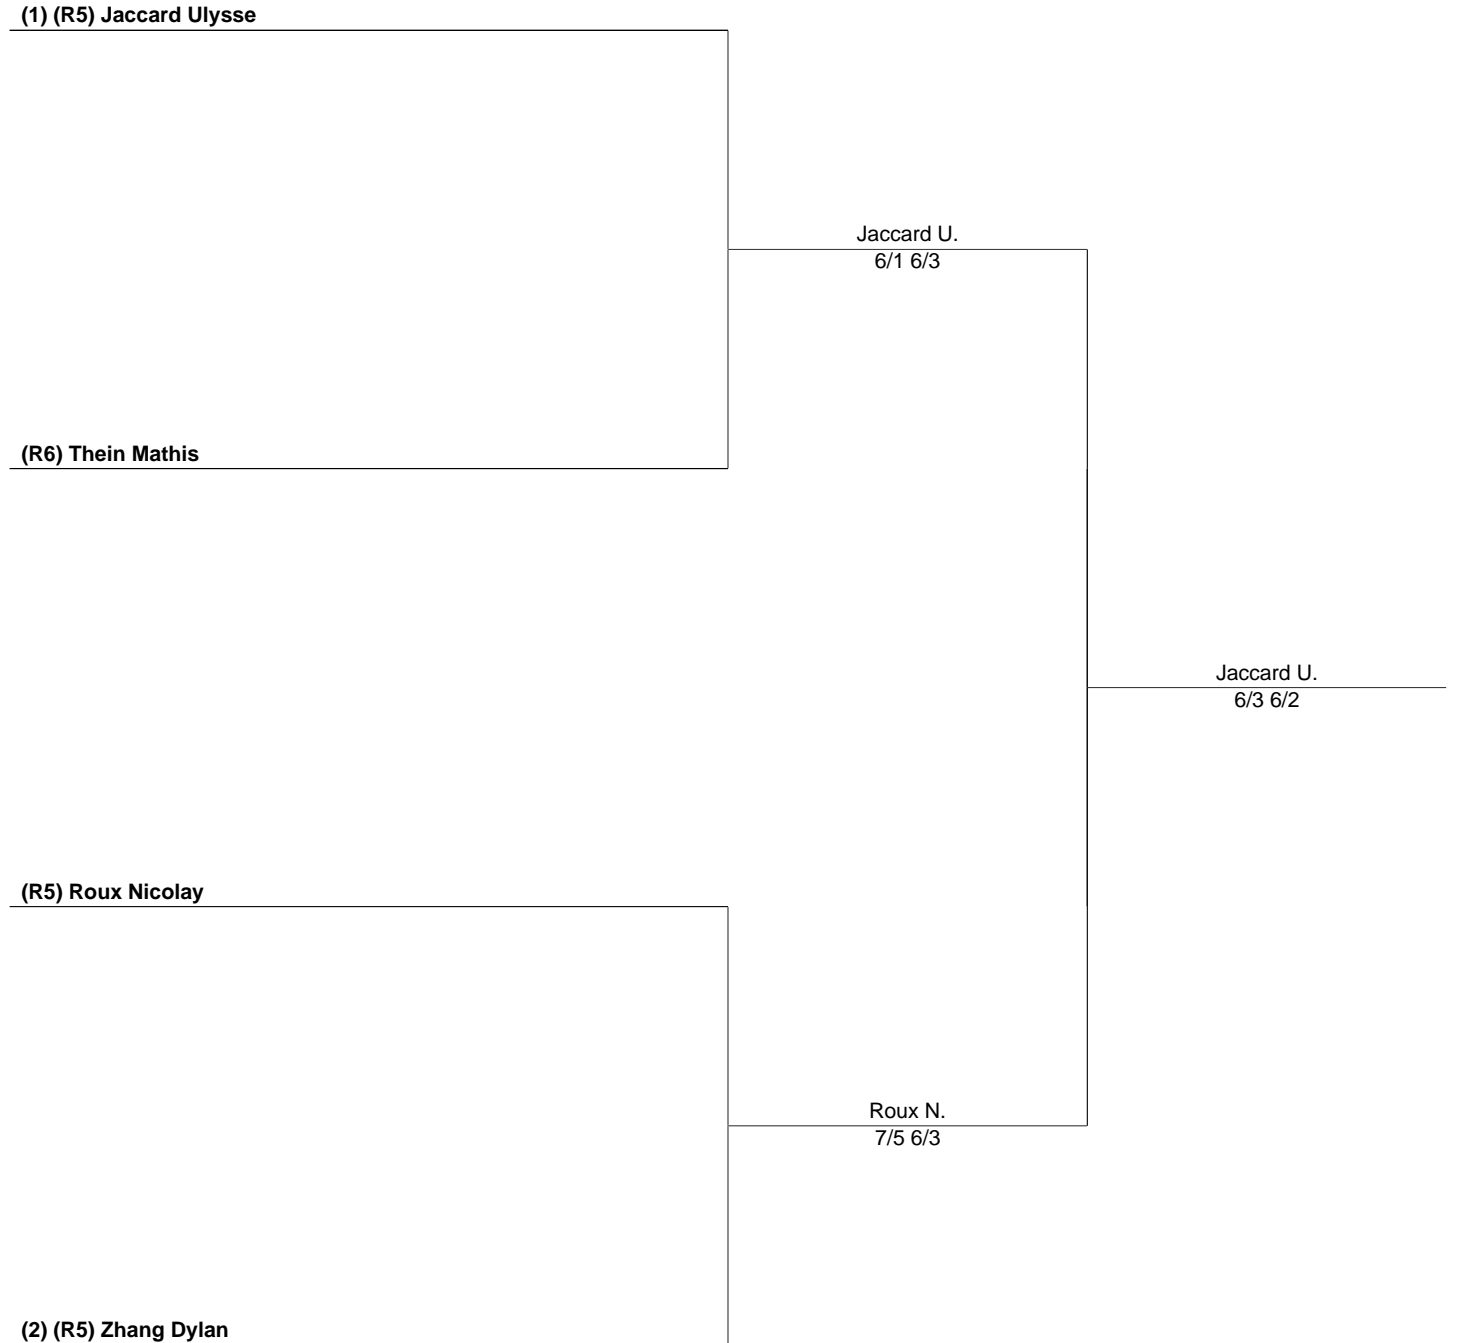 (1) (R5) Jaccard Ulysse
Jaccard U.
6/1 6/3
(R6) Thein Mathis
Jaccard U.
6/3 6/2
(R5) Roux Nicolay
Roux N.
7/5 6/3
(2) (R5) Zhang Dylan